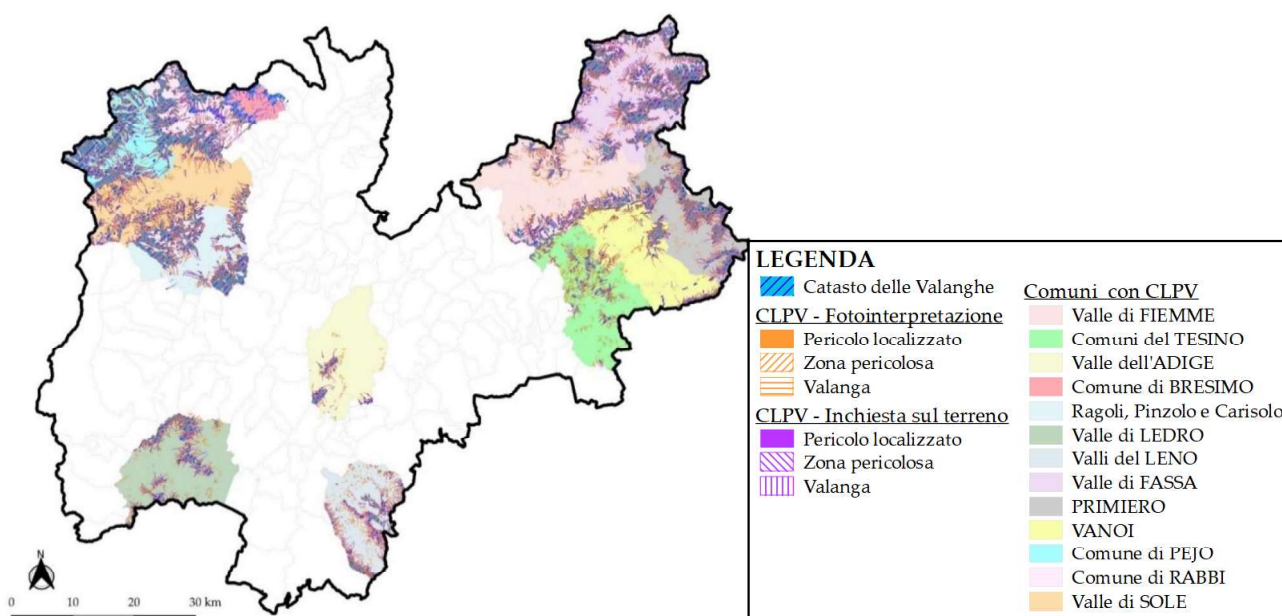 LEGENDA
Catasto delle Valanghe
CLPV - Fotointerpretazione
Pericolo localizzato
Zona pericolosa
Valanga
CLPV - Inchiesta sul terreno
Pericolo localizzato
Zona pericolosa
Valanga
Comuni con CLPV
Valle di FIEMME
Comuni del TESINO
Valle dell'ADIGE
Comune di BRESIMO
Ragoli, Pinzolo e Carisolo
Valle di LEDRO
Valli del LENO
Valle di FASSA
PRIMIERO
VANOI
Comune di PEJO
Comune di RABBI
Valle di SOLE
N
0 10 20 30 km